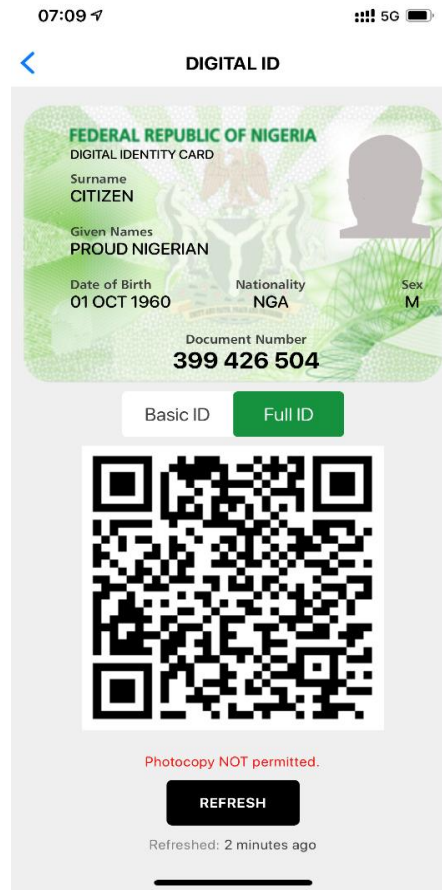 07:09
5G
DIGITAL ID
FEDERAL REPUBLIC OF NIGERIA
DIGITAL IDENTITY CARD
Surname
CITIZEN
Given Names
PROUD NIGERIAN
Date of Birth Nationality Sex
01 OCT 1960 NGA M
Document Number
399 426 504
Basic ID Full ID
Photocopy NOT permitted.
REFRESH
Refreshed: 2 minutes ago